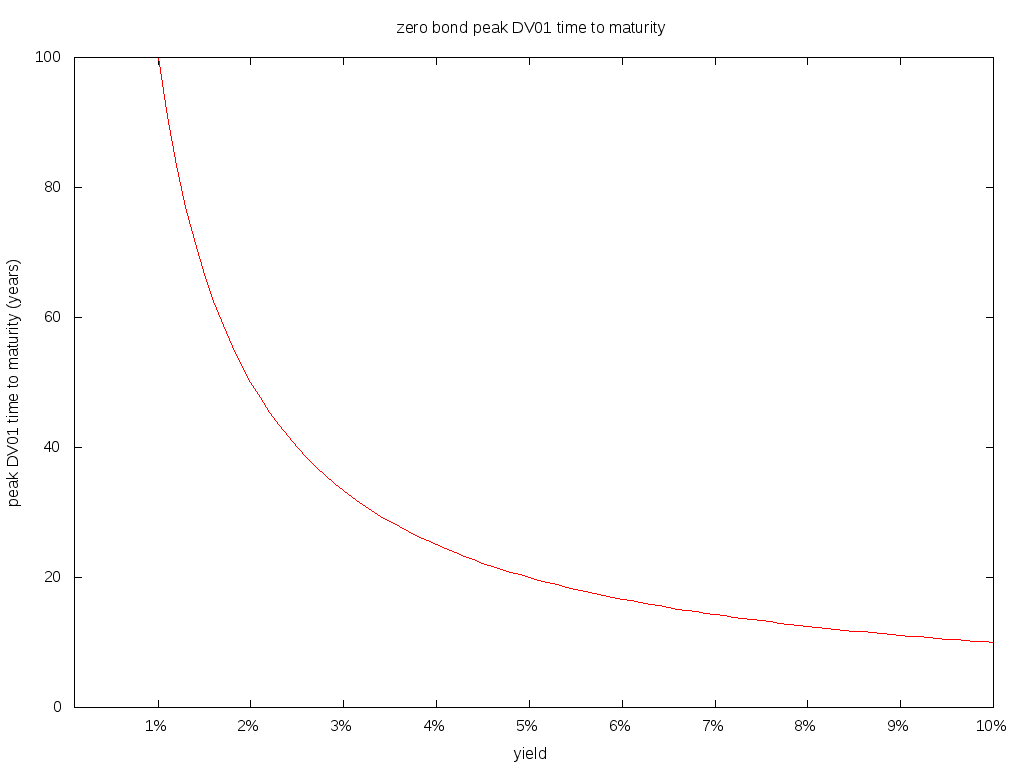 zero bond peak DV01 time to maturity
100
80
60
40
20
0
peak DV01 time to maturity (years)
1% 2% 3% 4% 5% 6% 7% 8% 9% 10%
yield